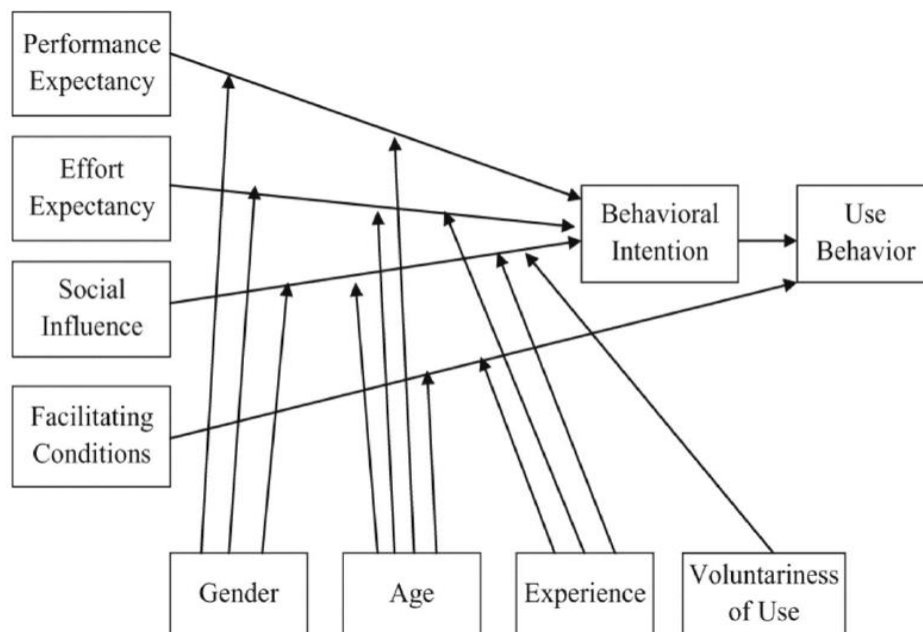 Performance
Expectancy
Effort
Expectancy
Social
Influence
Facilitating
Conditions
Behavioral
Intention
Use
Behavior
Gender
Age
Experience
Voluntariness
of Use